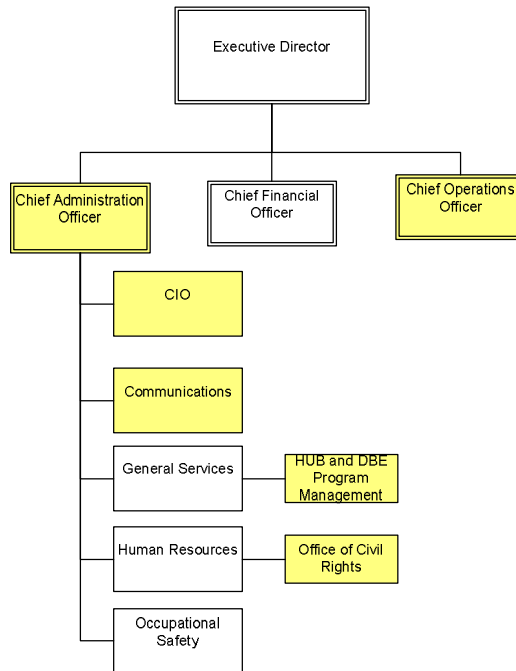 Executive Director
Chief Administration
Officer
Chief Financial
Officer
Chief Operations
Officer
CIO
Communications
General Services
HUB and DBE
Program
Management
Human Resources
Office of Civil
Rights
Occupational
Safety